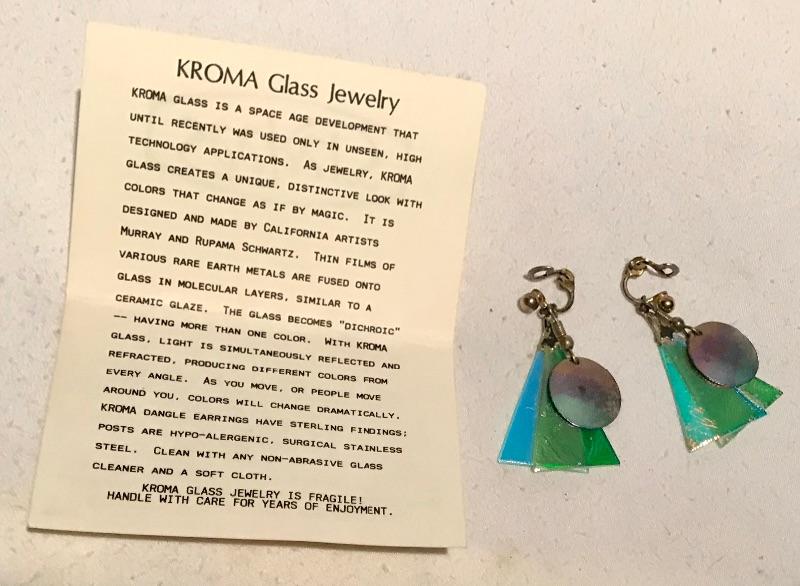 KROMA Glass Jewelry
KROMA GLASS IS A SPACE AGE DEVELOPMENT THAT
UNTIL RECENTLY WAS USED ONLY IN UNSEEN, HIGH
TECHNOLOGY APPLICATIONS. AS JEWELRY, KROMA
GLASS CREATES A UNIQUE, DISTINCTIVE LOOK WITH
COLORS THAT CHANGE AS IF BY MAGIC. IT IS
DESIGNED AND MADE BY CALIFORNIA ARTISTS
MURRAY AND RUPAMA SCHWARTZ. THIN FILMS OF
VARIOUS RARE EARTH METALS ARE FUSED ONTO
GLASS IN MOLECULAR LAYERS, SIMILAR TO A
CERAMIC GLAZE. THE GLASS BECOMES "DICHROIC"
-- HAVING MORE THAN ONE COLOR. WITH KROMA
GLASS, LIGHT IS SIMULTANEOUSLY REFLECTED AND
REFRACTED, PRODUCING DIFFERENT COLORS FROM
EVERY ANGLE. AS YOU MOVE, OR PEOPLE MOVE
AROUND YOU, COLORS WILL CHANGE DRAMATICALLY.
KROMA DANGLE EARRINGS HAVE STERLING FINDINGS;
POSTS ARE HYPO-ALERGENIC, SURGICAL STAINLESS
STEEL. CLEAN WITH ANY NON-ABRASIVE GLASS
CLEANER AND A SOFT CLOTH.
KROMA GLASS JEWELRY IS FRAGILE!
HANDLE WITH CARE FOR YEARS OF ENJOYMENT.